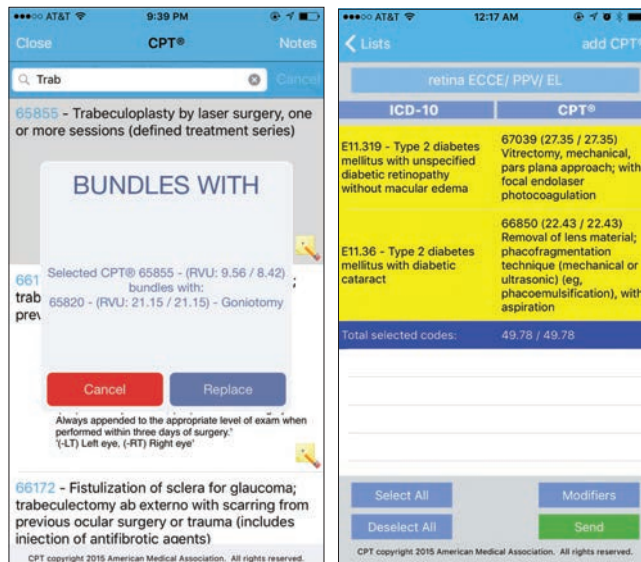 AT&T 9:39 PM
Close CPT® Notes
Trab Cancel
65855 - Trabeculoplasty by laser surgery, one
or more sessions (defined treatment series)
BUNDLES WITH
Selected CPT® 65855 - (RVU: 9.56 / 8.42)
bundles with:
65820 - (RVU: 21.15 / 21.15) - Goniotomy
661 ;
trab
prev
Cancel Replace
Always appended to the appropriate level of exam when
performed within three days of surgery.'
'(-LT) Left eye, (-RT) Right eye'
66172 - Fistulization of sclera for glaucoma;
trabeculectomy ab externo with scarring from
previous ocular surgery or trauma (includes
injection of antifibrotic agents)
CPT copyright 2015 American Medical Association. All rights reserved.
AT&T 12:17 AM
Lists add CPT®
retina ECCE/ PPV/ EL
ICD-10 CPT®
E11.319 - Type 2 diabetes
mellitus with unspecified
diabetic retinopathy
without macular edema
67039 (27.35 / 27.35)
Vitrectomy, mechanical,
pars plana approach; with
focal endolaser
photocoagulation
E11.36 - Type 2 diabetes
mellitus with diabetic
cataract
66850 (22.43 / 22.43)
Removal of lens material;
phacofragmentation
technique (mechanical or
ultrasonic) (eg,
phacoemulsification), with
aspiration
Total selected codes: 49.78 / 49.78
Select All Modifiers
Deselect All Send
CPT copyright 2015 American Medical Association. All rights reserved.